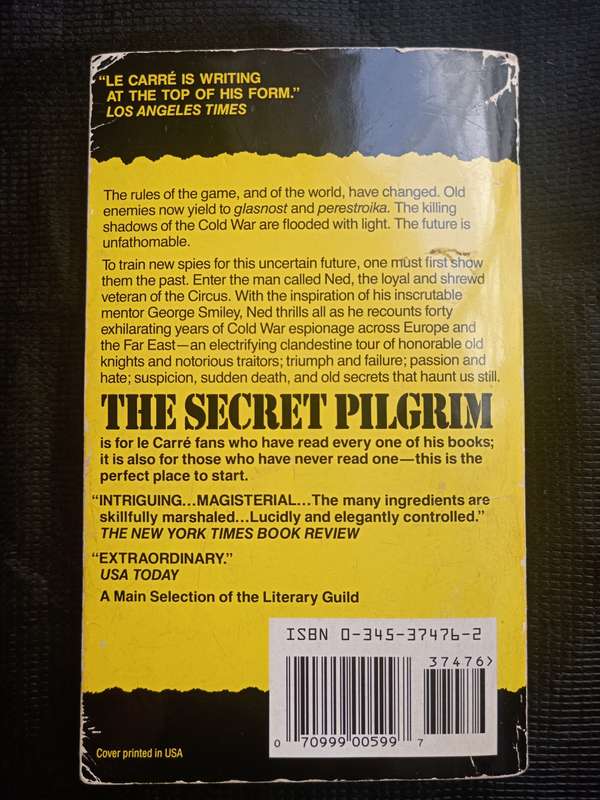 “LE CARRÉ IS WRITING
AT THE TOP OF HIS FORM.”
LOS ANGELES TIMES
The rules of the game, and of the world, have changed. Old
enemies now yield to glasnost and perestroika. The killing
shadows of the Cold War are flooded with light. The future is
unfathomable.
To train new spies for this uncertain future, one must first show
them the past. Enter the man called Ned, the loyal and shrewd
veteran of the Circus. With the inspiration of his inscrutable
mentor George Smiley, Ned thrills all as he recounts forty
exhilarating years of Cold War espionage across Europe and
the Far East—an electrifying clandestine tour of honorable old
knights and notorious traitors; triumph and failure; passion and
hate; suspicion, sudden death, and old secrets that haunt us still.
THE SECRET PILGRIM
is for le Carré fans who have read every one of his books;
it is also for those who have never read one—this is the
perfect place to start.
“INTRIGUING...MAGISTERIAL...The many ingredients are
skillfully marshaled...Lucidly and elegantly controlled.”
THE NEW YORK TIMES BOOK REVIEW
“EXTRAORDINARY.”
USA TODAY
A Main Selection of the Literary Guild
ISBN 0-345-37476-2
37476>
0 70999 00599 7
Cover printed in USA